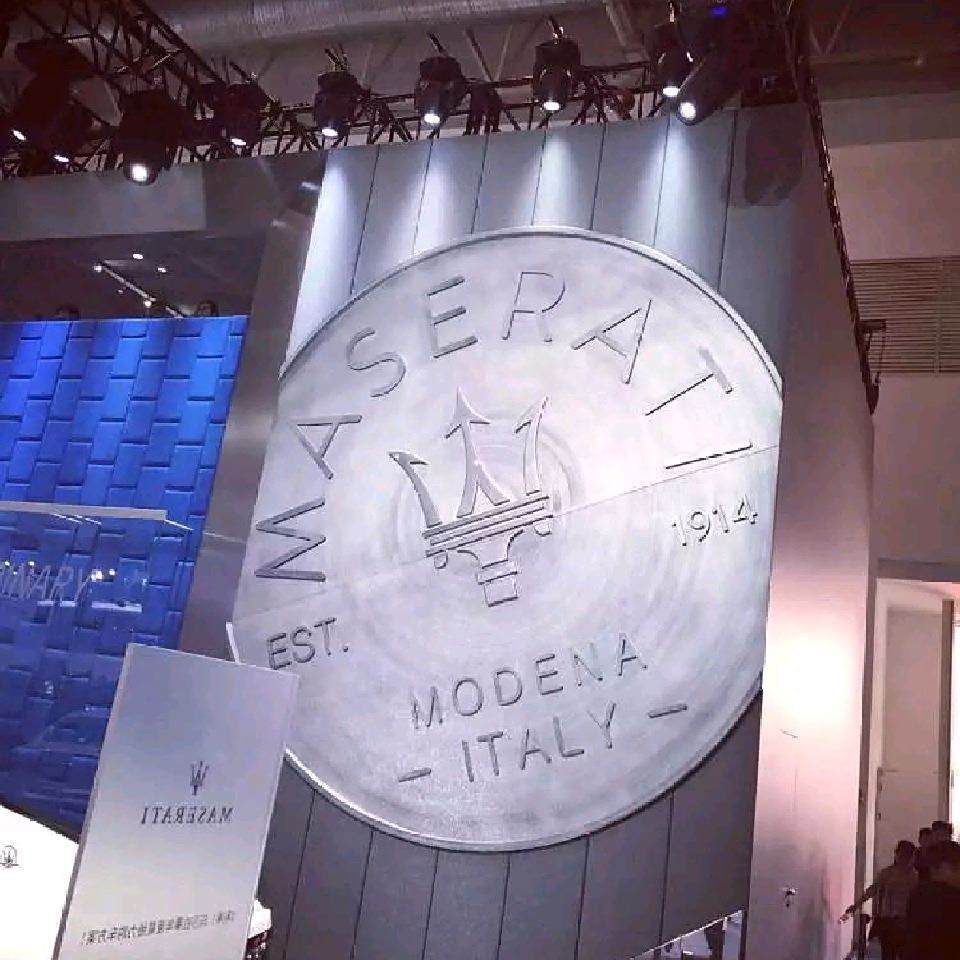 MASERATI
EST.
1914
MODENA
– ITALY –
MASERATI